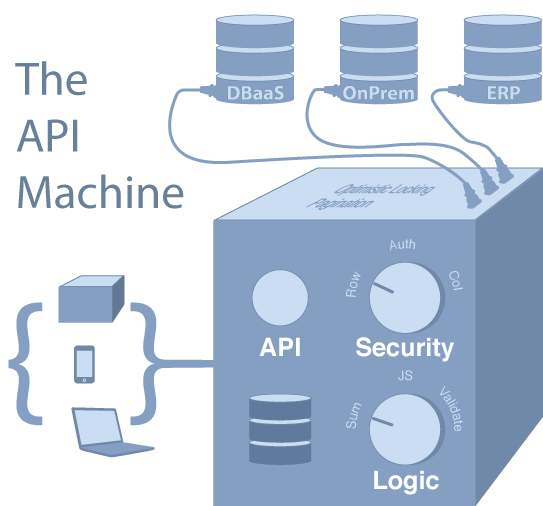 The
API
Machine
DBaaS
OnPrem
ERP
Optimistic Locking
Pagination
Auth
Row
Col
API
Security
JS
Sum
Validate
Logic